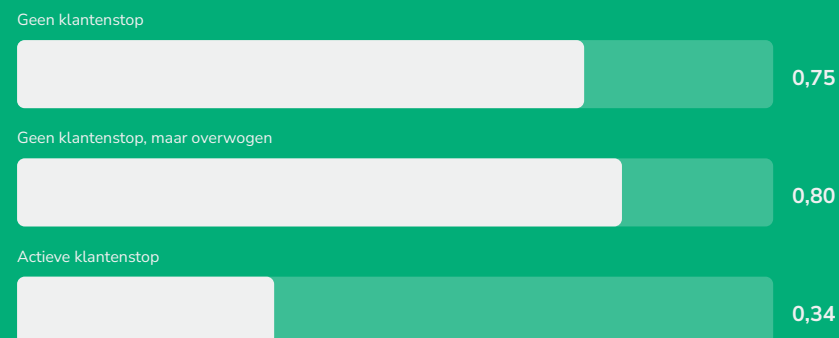 Geen klantenstop
0,75
Geen klantenstop, maar overwogen
0,80
Actieve klantenstop
0,34